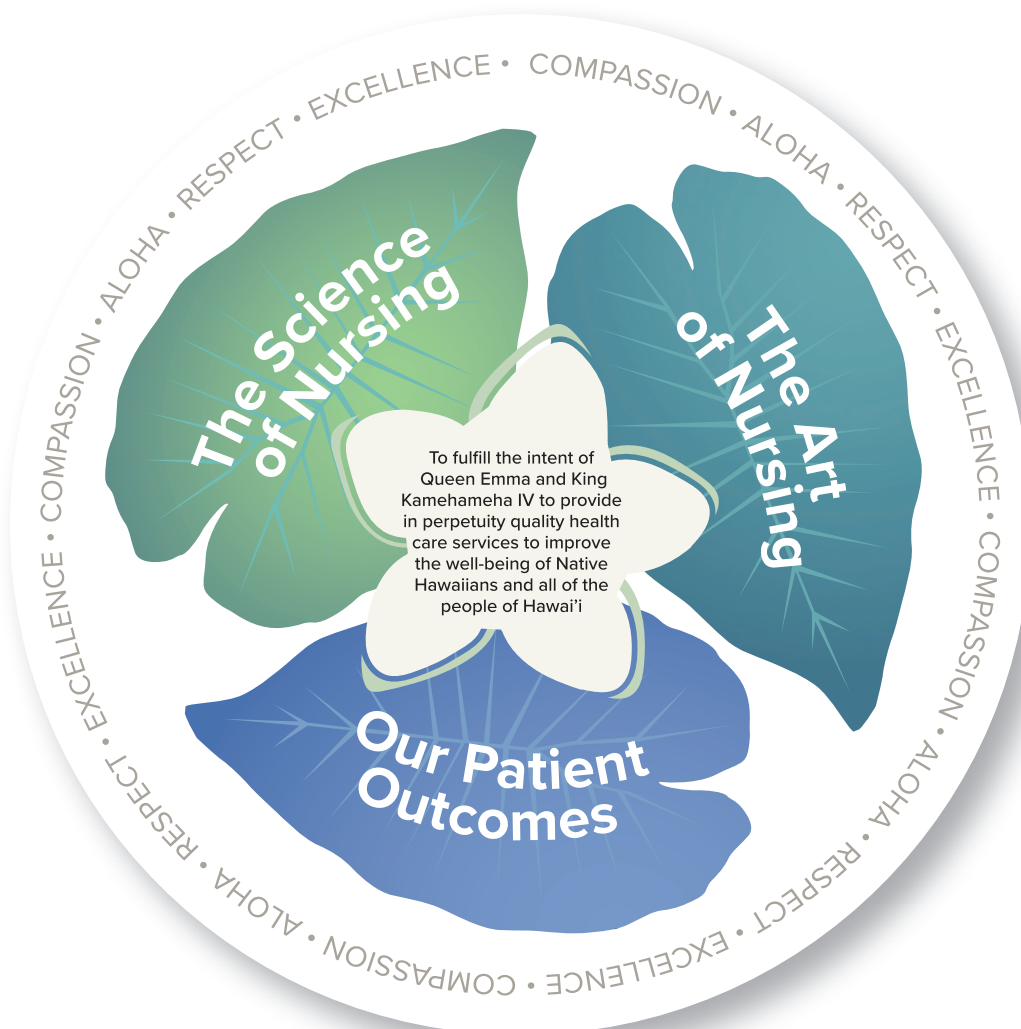 COMPASSION • ALOHA • RESPECT • EXCELLENCE • COMPASSION • ALOHA • RESPECT • EXCELLENCE • COMPASSION • ALOHA • RESPECT • EXCELLENCE • COMPASSION • ALOHA • RESPECT • EXCELLENCE •
The Science
of Nursing
The Art
of Nursing
To fulfill the intent of
Queen Emma and King
Kamehameha IV to provide
in perpetuity quality health
care services to improve
the well-being of Native
Hawaiians and all of the
people of Hawai’i
Our Patient
Outcomes